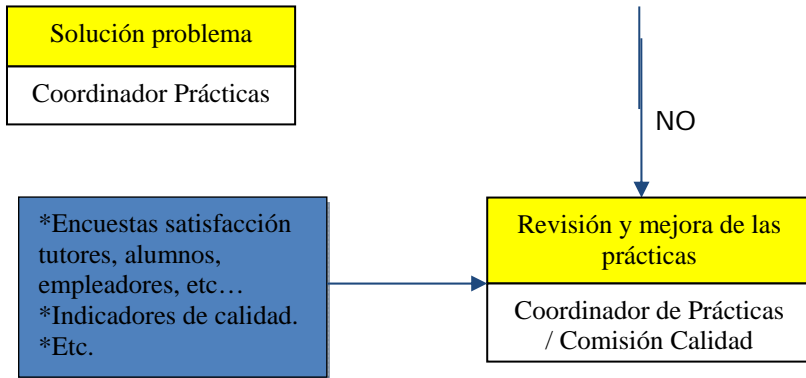 Solución problema
Coordinador Prácticas
NO
*Encuestas satisfacción
tutores, alumnos,
empleadores, etc…
*Indicadores de calidad.
*Etc.
Revisión y mejora de las
prácticas
Coordinador de Prácticas
/ Comisión Calidad